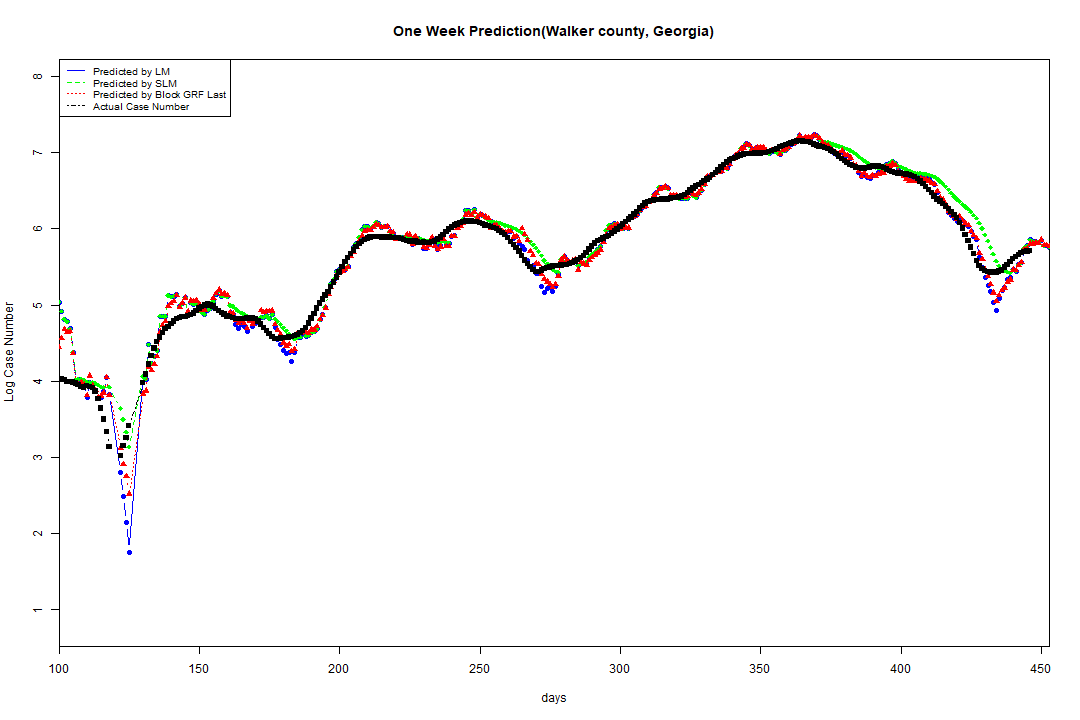 One Week Prediction(Walker county, Georgia)
Predicted by LM
Predicted by SLM
Predicted by Block GRF Last
Actual Case Number
8
7
6
5
4
3
2
1
Log Case Number
100 150 200 250 300 350 400 450
days